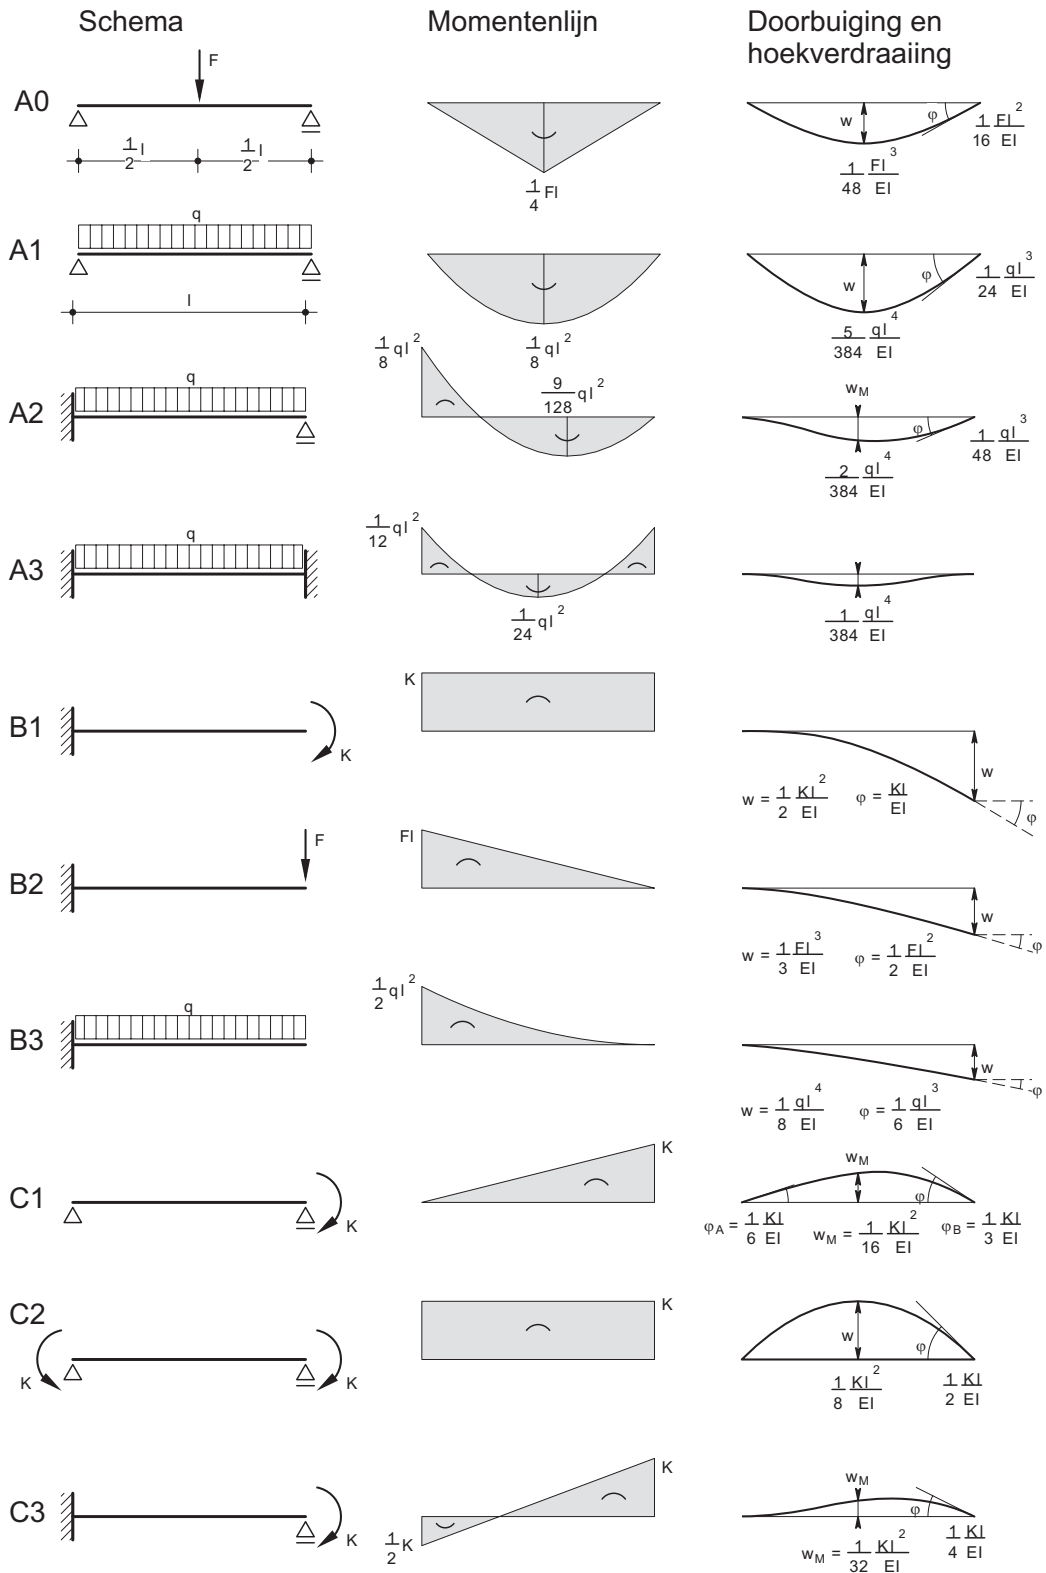 Schema Momentenlijn Doorbuiging en
hoekverdraaiing
A0 F w φ
1/2 l 1/2 l 1/4 Fl 1/48 Fl³/EI 1/16 Fl²/EI
A1 q w φ
l 1/8 ql² 5/384 ql⁴/EI 1/24 ql³/EI
A2 q 1/8 ql² 9/128 ql² w_M φ
2/384 ql⁴/EI 1/48 ql³/EI
A3 q 1/12 ql²
1/24 ql² 1/384 ql⁴/EI
B1 K K w φ
w = 1/2 Kl²/EI φ = Kl/EI
B2 F Fl w φ
w = 1/3 Fl³/EI φ = 1/2 Fl²/EI
B3 q 1/2 ql² w φ
w = 1/8 ql⁴/EI φ = 1/6 ql³/EI
C1 K K w_M φ
φ_A = 1/6 Kl/EI w_M = 1/16 Kl²/EI φ_B = 1/3 Kl/EI
C2 K K K w φ
1/8 Kl²/EI 1/2 Kl/EI
C3 K 1/2 K K w_M φ
w_M = 1/32 Kl²/EI 1/4 Kl/EI